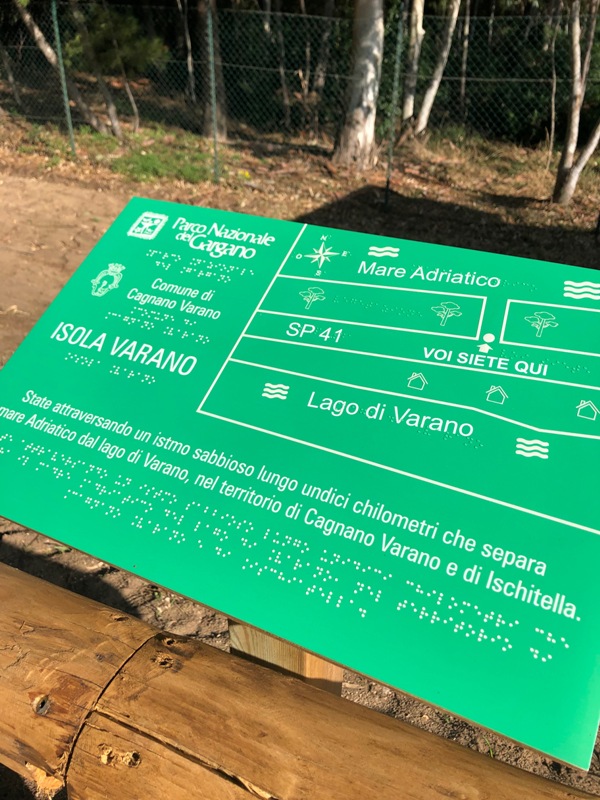 Parco Nazionale
del Gargano
Comune di
Cagnano Varano
ISOLA VARANO
N
O
E
S
Mare Adriatico
SP 41
VOI SIETE QUI
Lago di Varano
State attraversando un istmo sabbioso lungo undici chilometri che separa
mare Adriatico dal lago di Varano, nel territorio di Cagnano Varano e di Ischitella.